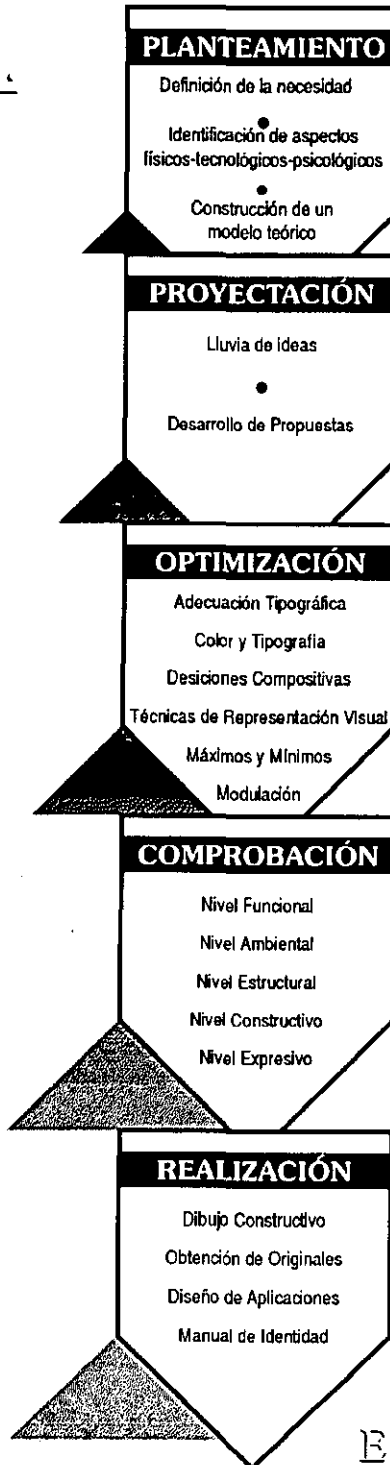 PLANTEAMIENTO
Definición de la necesidad
•
Identificación de aspectos
físicos-tecnológicos-psicológicos
•
Construcción de un
modelo teórico
PROYECTACIÓN
Lluvia de ideas
•
Desarrollo de Propuestas
OPTIMIZACIÓN
Adecuación Tipográfica
Color y Tipografía
Desiciones Compositivas
Técnicas de Representación Visual
Máximos y Mínimos
Modulación
COMPROBACIÓN
Nivel Funcional
Nivel Ambiental
Nivel Estructural
Nivel Constructivo
Nivel Expresivo
REALIZACIÓN
Dibujo Constructivo
Obtención de Originales
Diseño de Aplicaciones
Manual de Identidad